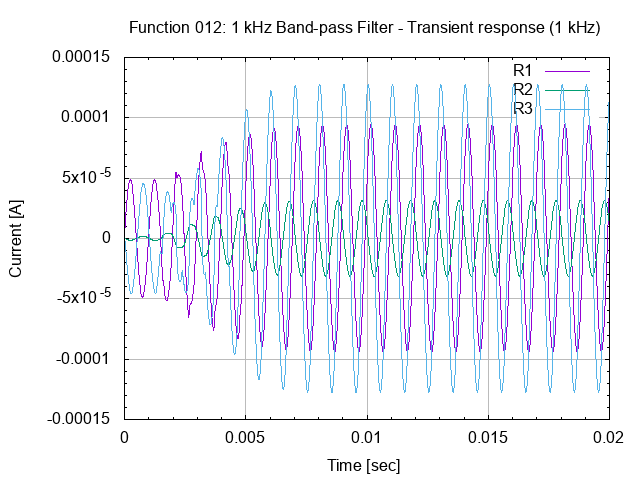 Function 012: 1 kHz Band-pass Filter - Transient response (1 kHz)
0.00015
R1
R2
R3
0.0001
5x10-5
0
-5x10-5
-0.0001
-0.00015
Current [A]
0 0.005 0.01 0.015 0.02
Time [sec]